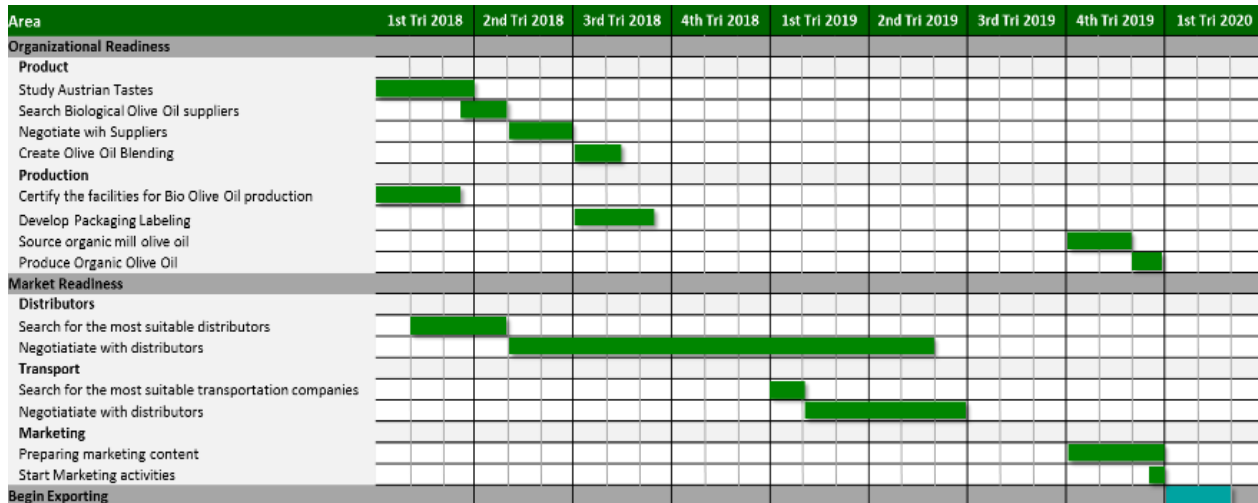 Area 1st Tri 2018 2nd Tri 2018 3rd Tri 2018 4th Tri 2018 1st Tri 2019 2nd Tri 2019 3rd Tri 2019 4th Tri 2019 1st Tri 2020
Organizational Readiness
Product
Study Austrian Tastes
Search Biological Olive Oil suppliers
Negotiate wih Suppliers
Create Olive Oil Blending
Production
Certify the facilities for Bio Olive Oil production
Develop Packaging Labeling
Source organic mill olive oil
Produce Organic Olive Oil
Market Readiness
Distributors
Search for the most suitable distributors
Negotiatiate with distributors
Transport
Search for the most suitable transportation companies
Negotiatiate with distributors
Marketing
Preparing marketing content
Start Marketing activities
Begin Exporting